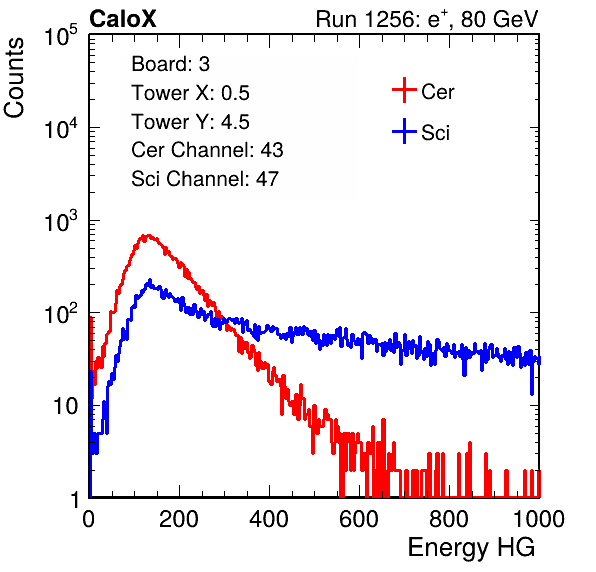 CaloX Run 1256: e⁺, 80 GeV
Counts
10⁵
10⁴
10³
10²
10
1
Board: 3
Tower X: 0.5
Tower Y: 4.5
Cer Channel: 43
Sci Channel: 47
Cer
Sci
0 200 400 600 800 1000
Energy HG